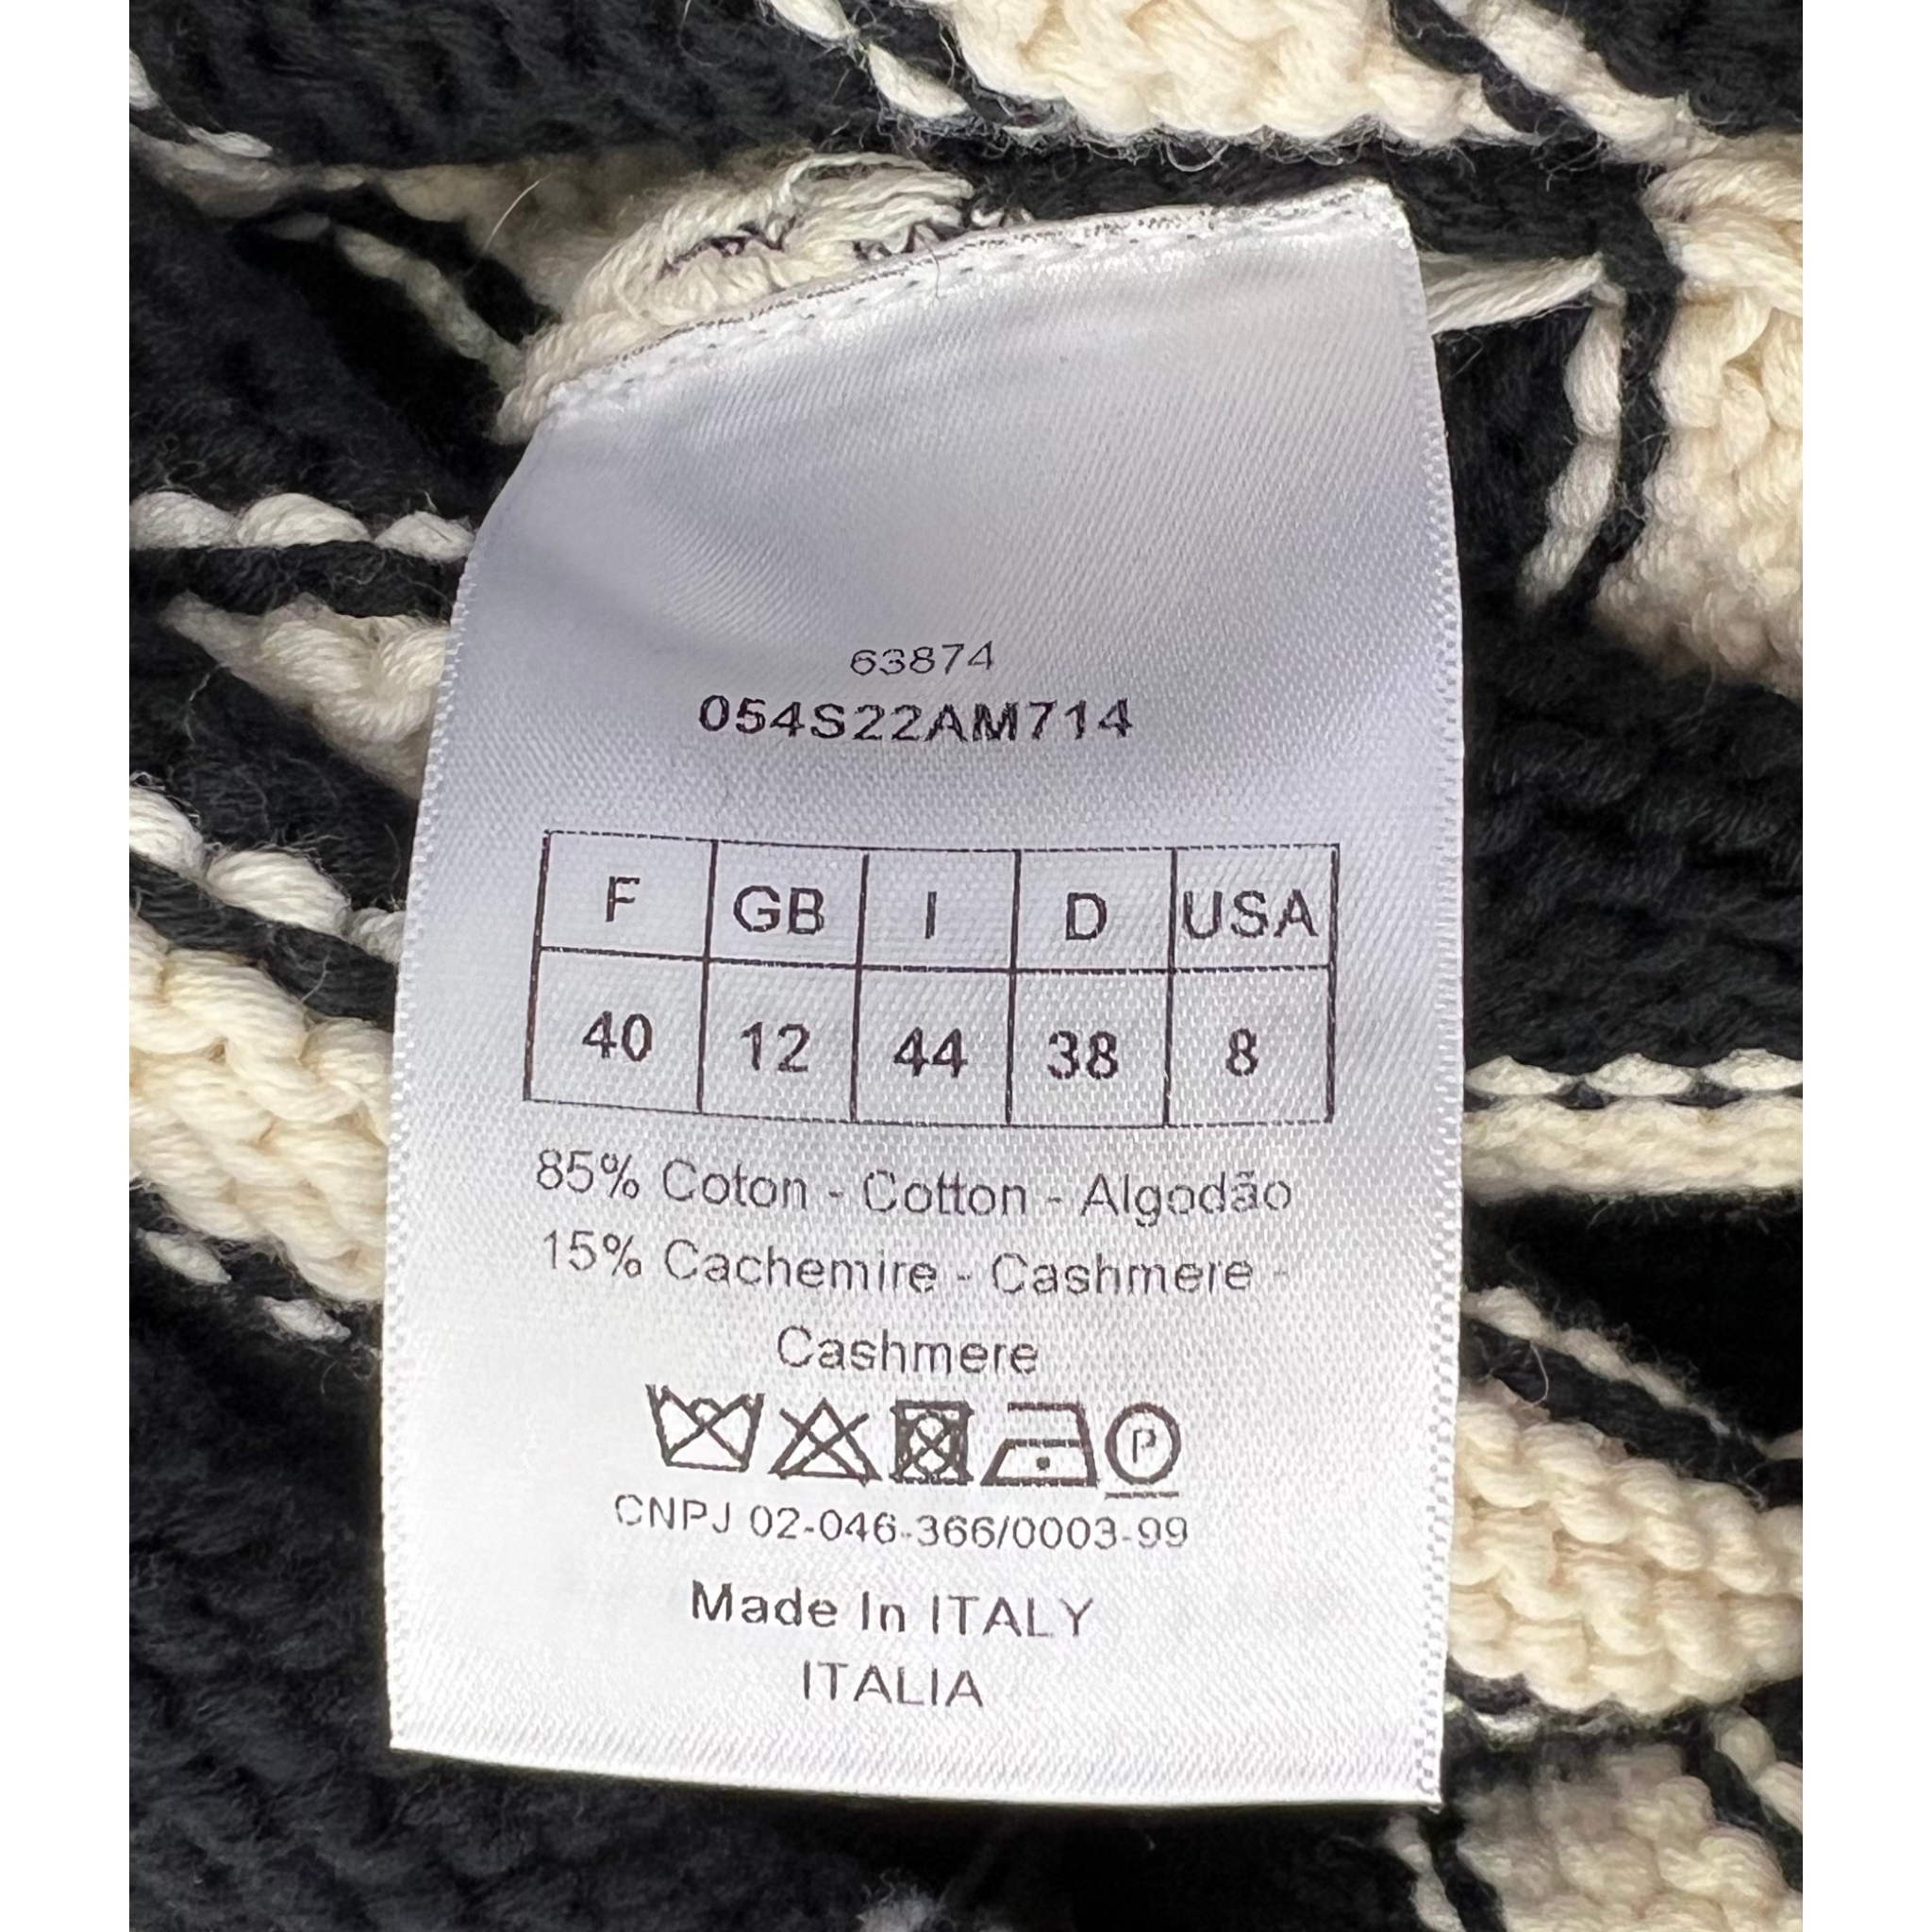 63874
054S22AM714
F GB I D USA
40 12 44 38 8
85% Coton - Cotton - Algodão
15% Cachemire - Cashmere -
Cashmere
P
CNPJ 02-046-366/0003-99
Made In ITALY
ITALIA